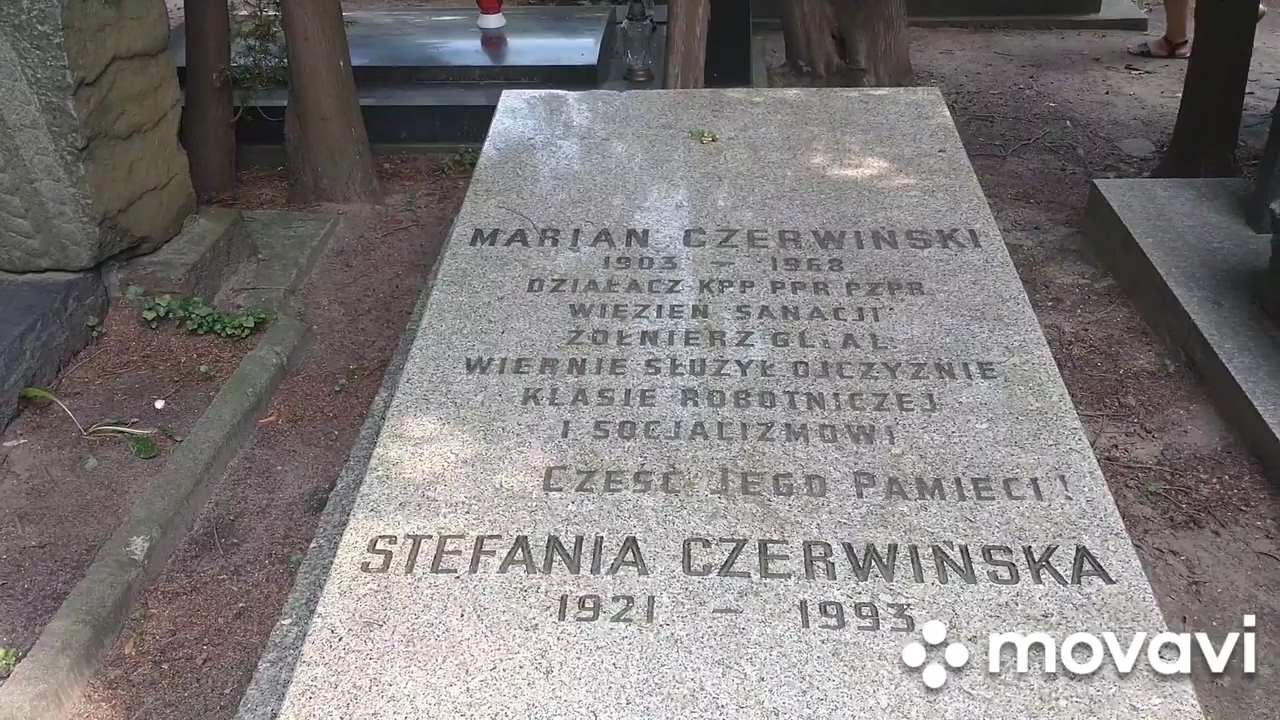 MARIAN CZERWIŃSKI
1903 – 1968
DZIAŁACZ KPP PPR PZPR
WIĘZIEŃ SANACJI
ŻOŁNIERZ GL. AL
WIERNIE SŁUŻYŁ OJCZYŹNIE
KLASIE ROBOTNICZEJ
I SOCJALIZMOWI
CZEŚĆ JEGO PAMIĘCI!
STEFANIA CZERWIŃSKA
1921 – 1993
movavi